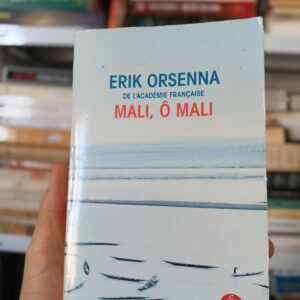 ERIK ORSENNA
DE L'ACADÉMIE FRANÇAISE
MALI, Ô MALI